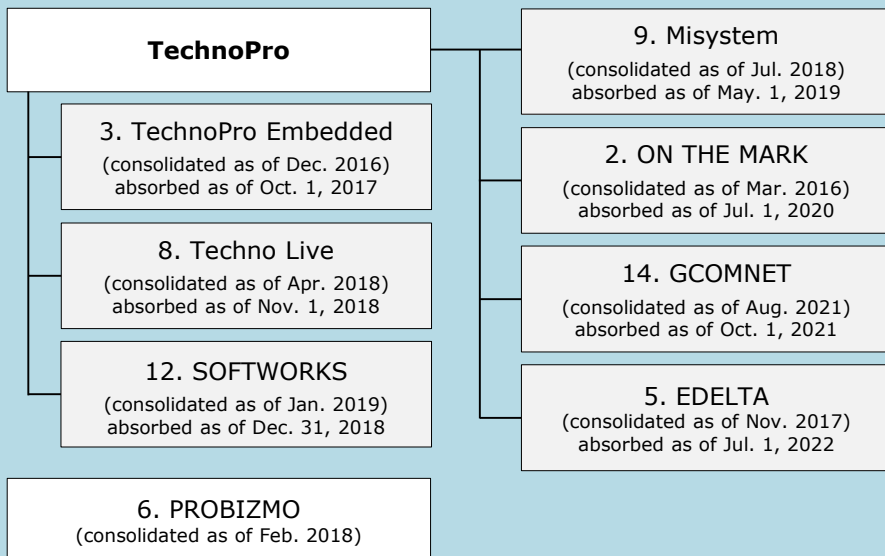 TechnoPro
3. TechnoPro Embedded
(consolidated as of Dec. 2016)
absorbed as of Oct. 1, 2017
8. Techno Live
(consolidated as of Apr. 2018)
absorbed as of Nov. 1, 2018
12. SOFTWORKS
(consolidated as of Jan. 2019)
absorbed as of Dec. 31, 2018
6. PROBIZMO
(consolidated as of Feb. 2018)
9. Misystem
(consolidated as of Jul. 2018)
absorbed as of May. 1, 2019
2. ON THE MARK
(consolidated as of Mar. 2016)
absorbed as of Jul. 1, 2020
14. GCOMNET
(consolidated as of Aug. 2021)
absorbed as of Oct. 1, 2021
5. EDELTA
(consolidated as of Nov. 2017)
absorbed as of Jul. 1, 2022